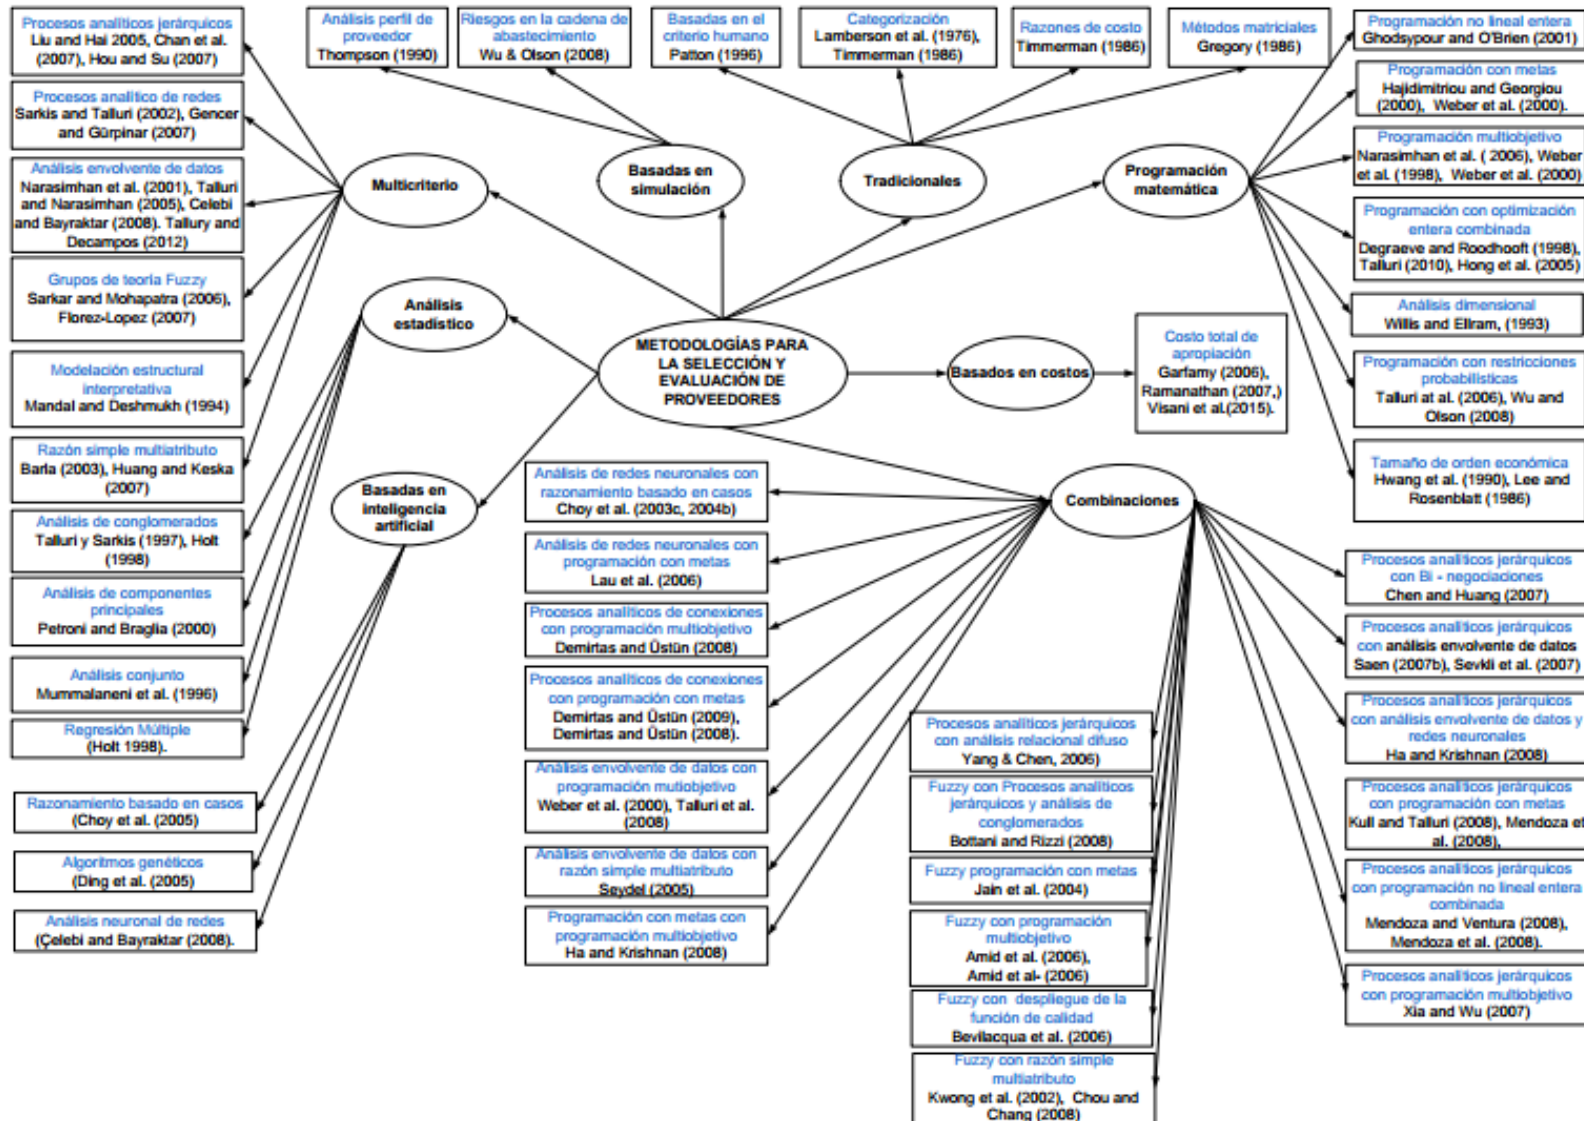 Procesos analíticos jerárquicos
Liu and Hai 2005, Chan et al.
(2007), Hou and Su (2007)
Procesos analítico de redes
Sarkis and Talluri (2002), Gencer
and Gürpinar (2007)
Análisis envolvente de datos
Narasimhan et al. (2001), Talluri
and Narasimhan (2005), Celebi
and Bayraktar (2008). Tallury and
Decampos (2012)
Grupos de teoría Fuzzy
Sarkar and Mohapatra (2006),
Florez-Lopez (2007)
Modelación estructural
interpretativa
Mandal and Deshmukh (1994)
Razón simple multiatributo
Barla (2003), Huang and Keska
(2007)
Análisis de conglomerados
Talluri y Sarkis (1997), Holt
(1998)
Análisis de componentes
principales
Petroni and Braglia (2000)
Análisis conjunto
Mummalaneni et al. (1996)
Regresión Múltiple
(Holt 1998).
Razonamiento basado en casos
(Choy et al. (2005)
Algoritmos genéticos
(Ding et al. (2005)
Análisis neuronal de redes
(Çelebi and Bayraktar (2008).
Análisis perfil de
proveedor
Thompson (1990)
Riesgos en la cadena de
abastecimiento
Wu & Olson (2008)
Basadas en el
criterio humano
Patton (1996)
Categorización
Lamberson et al. (1976),
Timmerman (1986)
Razones de costo
Timmerman (1986)
Métodos matriciales
Gregory (1986)
Multicriterio
Basadas en
simulación
Tradicionales
Programación
matemática
Análisis
estadístico
METODOLOGÍAS PARA
LA SELECCIÓN Y
EVALUACIÓN DE
PROVEEDORES
Basados en costos
Costo total de
apropiación
Garfamy (2006),
Ramanathan (2007,)
Visani et al.(2015).
Basadas en
inteligencia
artificial
Combinaciones
Programación no lineal entera
Ghodsypour and O'Brien (2001)
Programación con metas
Hajidimitriou and Georgiou
(2000), Weber et al. (2000).
Programación multiobjetivo
Narasimhan et al. ( 2006), Weber
et al. (1998), Weber et al. (2000)
Programación con optimización
entera combinada
Degraeve and Roodhooft (1998),
Talluri (2010), Hong et al. (2005)
Análisis dimensional
Willis and Ellram, (1993)
Programación con restricciones
probabilísticas
Talluri at al. (2006), Wu and
Olson (2008)
Tamaño de orden económica
Hwang et al. (1990), Lee and
Rosenblatt (1986)
Análisis de redes neuronales con
razonamiento basado en casos
Choy et al. (2003c, 2004b)
Análisis de redes neuronales con
programación con metas
Lau et al. (2006)
Procesos analíticos de conexiones
con programación multiobjetivo
Demirtas and Üstün (2008)
Procesos analíticos de conexiones
con programación con metas
Demirtas and Üstün (2009),
Demirtas and Üstün (2008).
Análisis envolvente de datos con
programación mutiobjetivo
Weber et al. (2000), Talluri et al.
(2008)
Análisis envolvente de datos con
razón simple multiatributo
Seydel (2005)
Programación con metas con
programación multiobjetivo
Ha and Krishnan (2008)
Procesos analíticos jerárquicos
con análisis relacional difuso
Yang & Chen, 2006)
Fuzzy con Procesos analíticos
jerárquicos y análisis de
conglomerados
Bottani and Rizzi (2008)
Fuzzy programación con metas
Jain et al. (2004)
Fuzzy con programación
multiobjetivo
Amid et al. (2006),
Amid et al- (2006)
Fuzzy con despliegue de la
función de calidad
Bevilacqua et al. (2006)
Fuzzy con razón simple
multiatributo
Kwong et al. (2002), Chou and
Chang (2008)
Procesos analíticos jerárquicos
con Bi - negociaciones
Chen and Huang (2007)
Procesos analíticos jerárquicos
con análisis envolvente de datos
Saen (2007b), Sevkli et al. (2007)
Procesos analíticos jerárquicos
con análisis envolvente de datos y
redes neuronales
Ha and Krishnan (2008)
Procesos analíticos jerárquicos
con programación con metas
Kull and Talluri (2008), Mendoza et
al. (2008),
Procesos analíticos jerárquicos
con programación no lineal entera
combinada
Mendoza and Ventura (2008),
Mendoza et al. (2008).
Procesos analíticos jerárquicos
con programación multiobjetivo
Xia and Wu (2007)